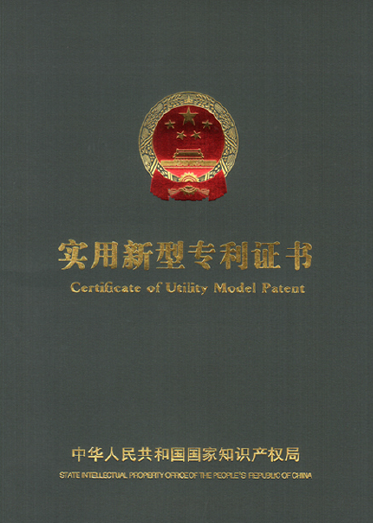 实用新型专利证书
Certificate of Utility Model Patent
中华人民共和国国家知识产权局
STATE INTELLECTUAL PROPERTY OFFICE OF THE PEOPLE'S REPUBLIC OF CHINA